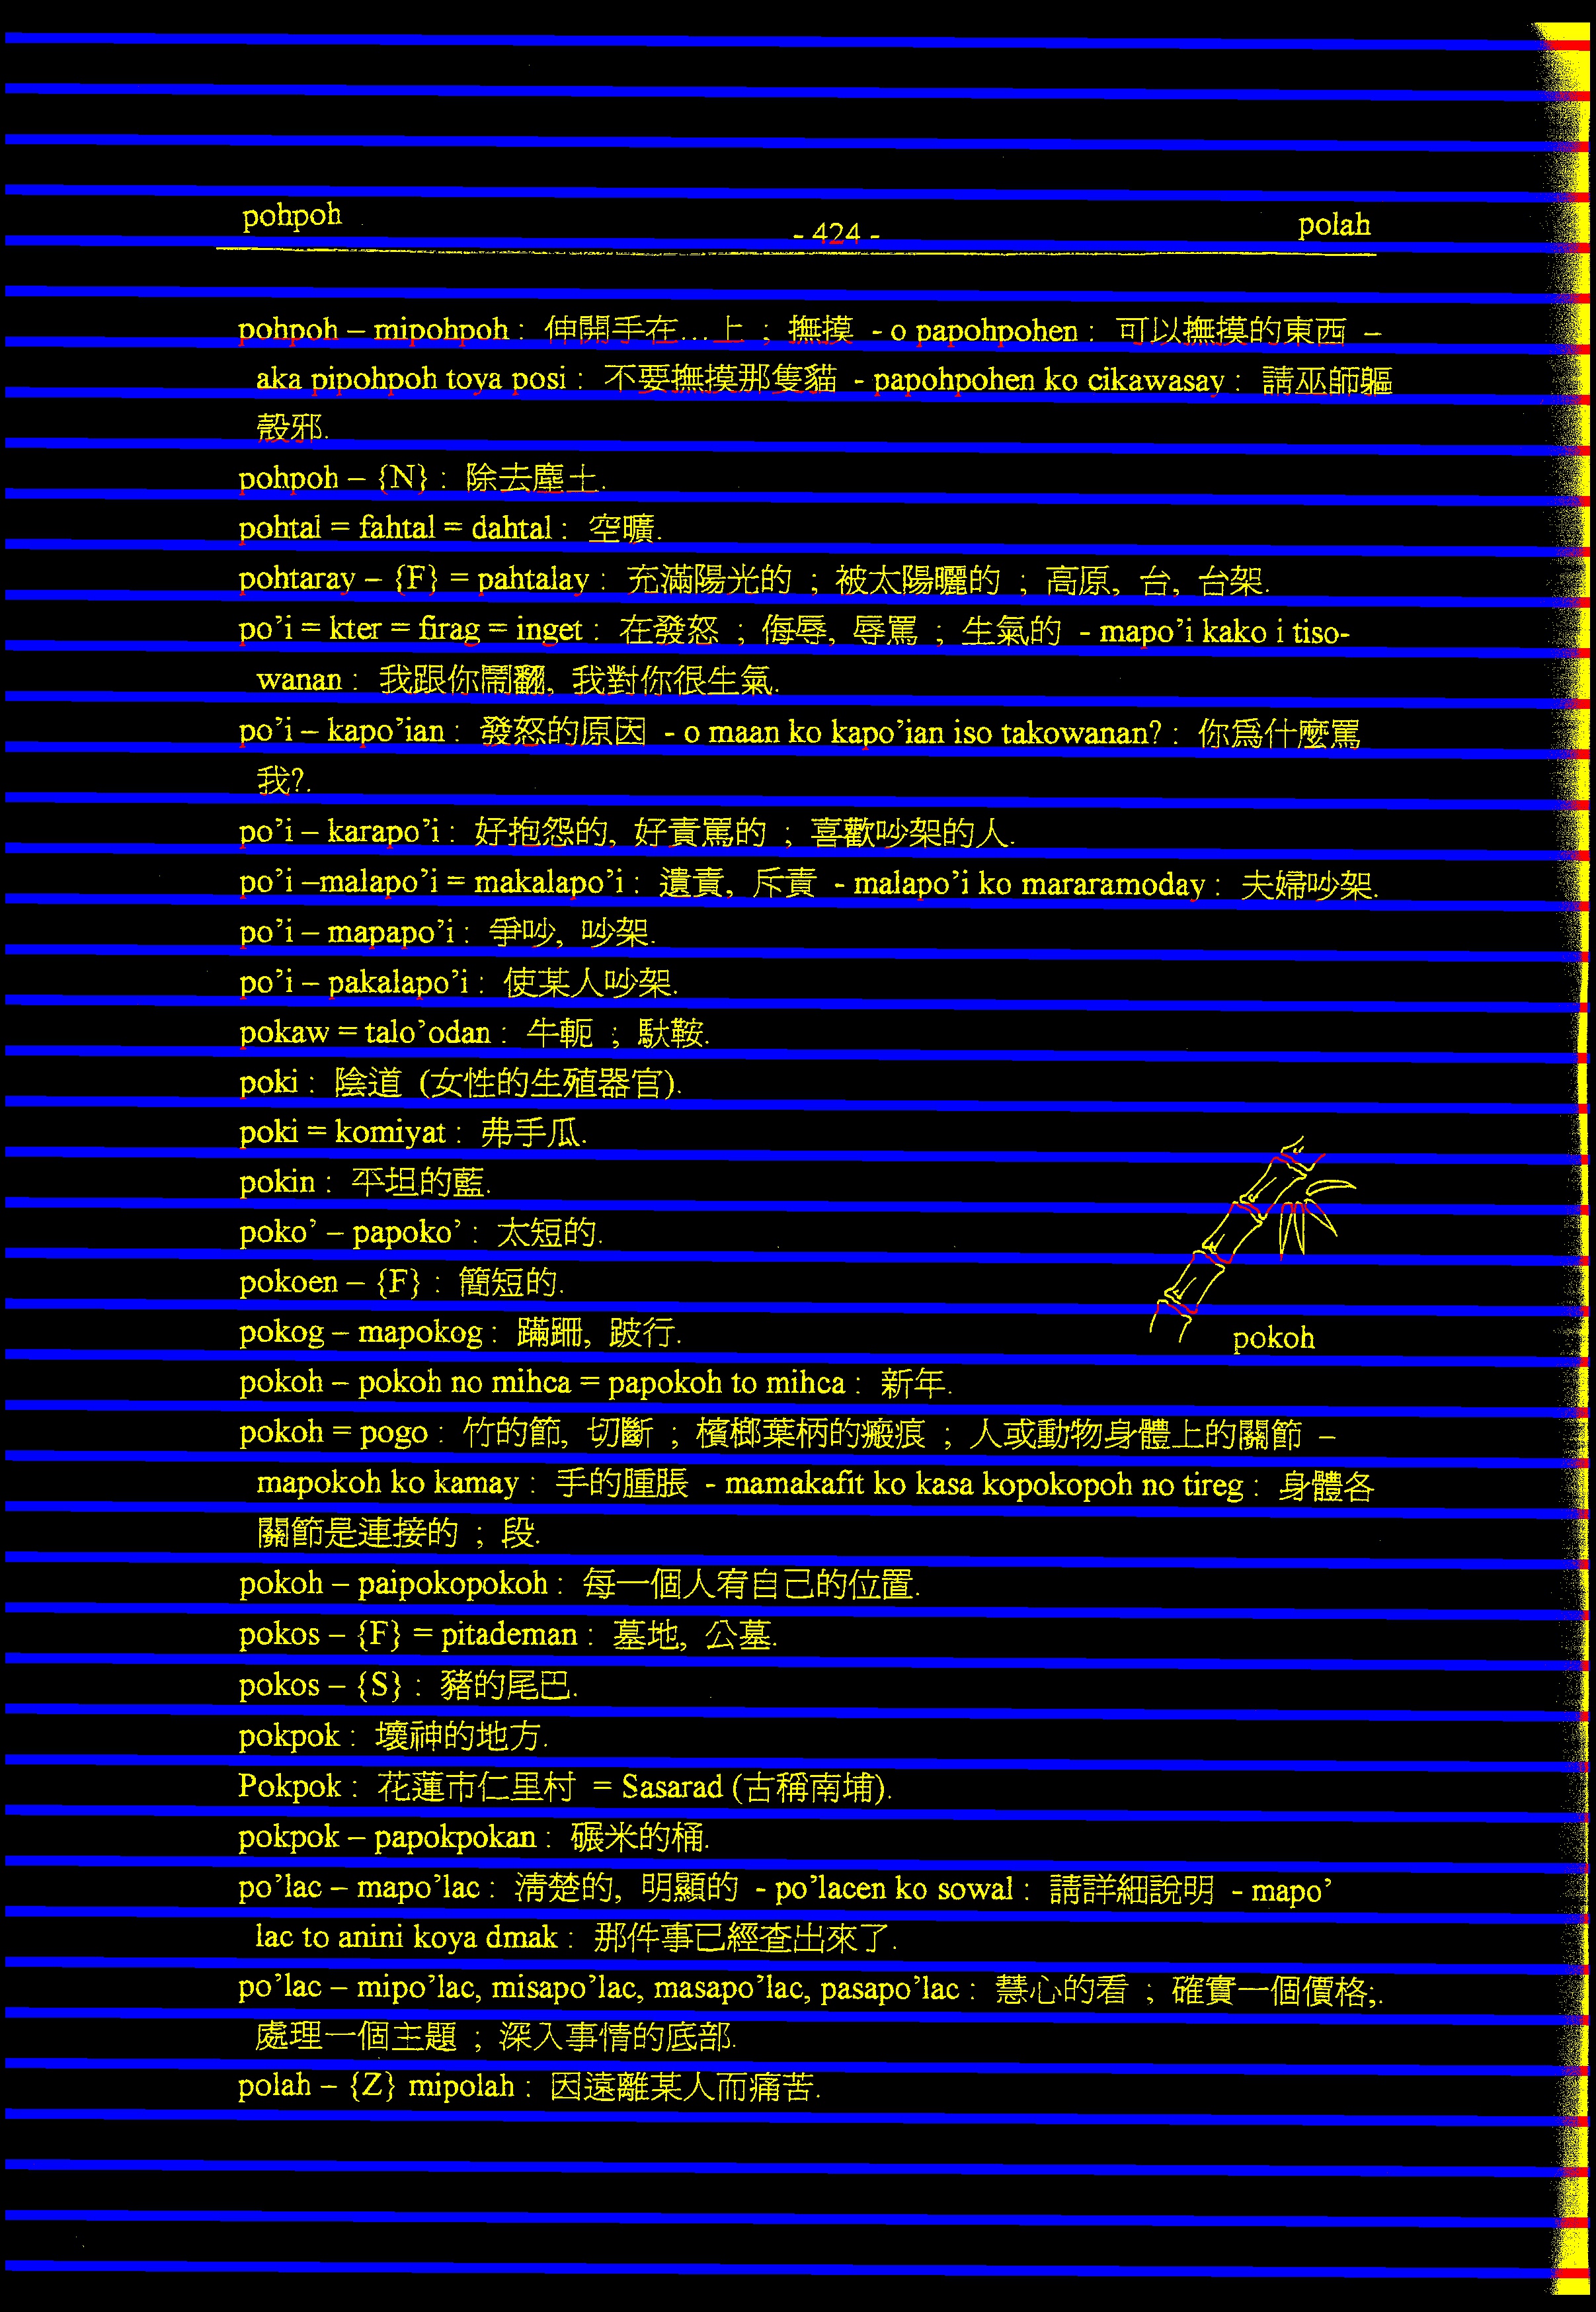 pohpoh - 424 - polah
pohpoh – mipohpoh : 伸開手在...上 ; 撫摸 - o papohpohen : 可以撫摸的東西 –
aka pipohpoh toya posi : 不要撫摸那隻貓 - papohpohen ko cikawasay : 請巫師軀
殼邪.
pohpoh – {N} : 除去塵土.
pohtal = fahtal = dahtal : 空曠.
pohtaray – {F} = pahtalay : 充滿陽光的 ; 被太陽曬的 ; 高原, 台, 台架.
po’i = kter = firag = inget : 在發怒 ; 侮辱, 辱罵 ; 生氣的 - mapo’i kako i tiso-
wanan : 我跟你鬧翻, 我對你很生氣.
po’i – kapo’ian : 發怒的原因 - o maan ko kapo’ian iso takowanan? : 你爲什麼罵
我?.
po’i – karapo’i : 好抱怨的, 好責罵的 ; 喜歡吵架的人.
po’i –malapo’i = makalapo’i : 遺責, 斥責 - malapo’i ko mararamoday : 夫婦吵架.
po’i – mapapo’i : 爭吵, 吵架.
po’i – pakalapo’i : 使某人吵架.
pokaw = talo’odan : 牛軛 ; 馱鞍.
poki : 陰道 (女性的生殖器官).
poki = komiyat : 弗手瓜.
pokin : 平坦的藍.
poko’ – papoko’ : 太短的.
pokoen – {F} : 簡短的.
pokog – mapokog : 蹣跚, 跛行.
pokoh
pokoh – pokoh no mihca = papokoh to mihca : 新年.
pokoh = pogo : 竹的節, 切斷 ; 檳榔葉柄的瘢痕 ; 人或動物身體上的關節 –
mapokoh ko kamay : 手的腫脹 - mamakafit ko kasa kopokopoh no tireg : 身體各
關節是連接的 ; 段.
pokoh – paipokopokoh : 每一個人宥自己的位置.
pokos – {F} = pitademan : 墓地, 公墓.
pokos – {S} : 豬的尾巴.
pokpok : 壞神的地方.
Pokpok : 花蓮市仁里村 = Sasarad (古稱南埔).
pokpok – papokpokan : 碾米的桶.
po’lac – mapo’lac : 清楚的, 明顯的 - po’lacen ko sowal : 請詳細說明 - mapo’
lac to anini koya dmak : 那件事已經查出來了.
po’lac – mipo’lac, misapo’lac, masapo’lac, pasapo’lac : 慧心的看 ; 確實一個價格;.
處理一個主題 ; 深入事情的底部.
polah – {Z} mipolah : 因遠離某人而痛苦.